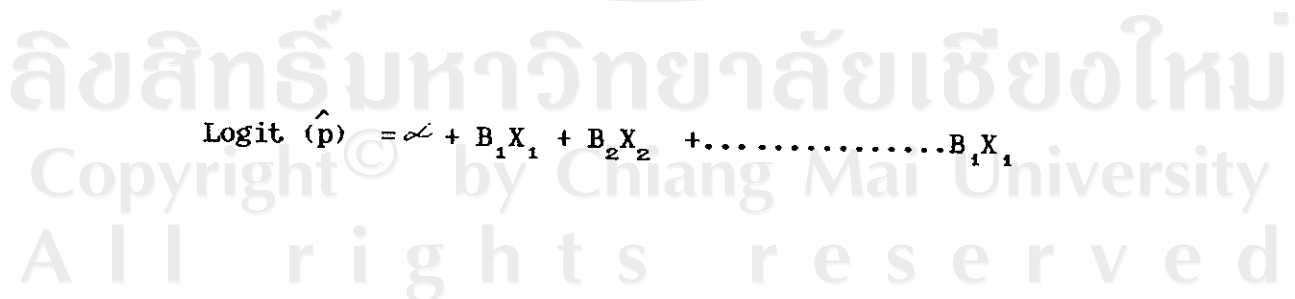 ลิขสิทธิ์มหาวิทยาลัยเชียงใหม่
Logit (p̂) = α + B₁X₁ + B₂X₂ +...............B₁X₁
Copyright© by Chiang Mai University
All rights reserved